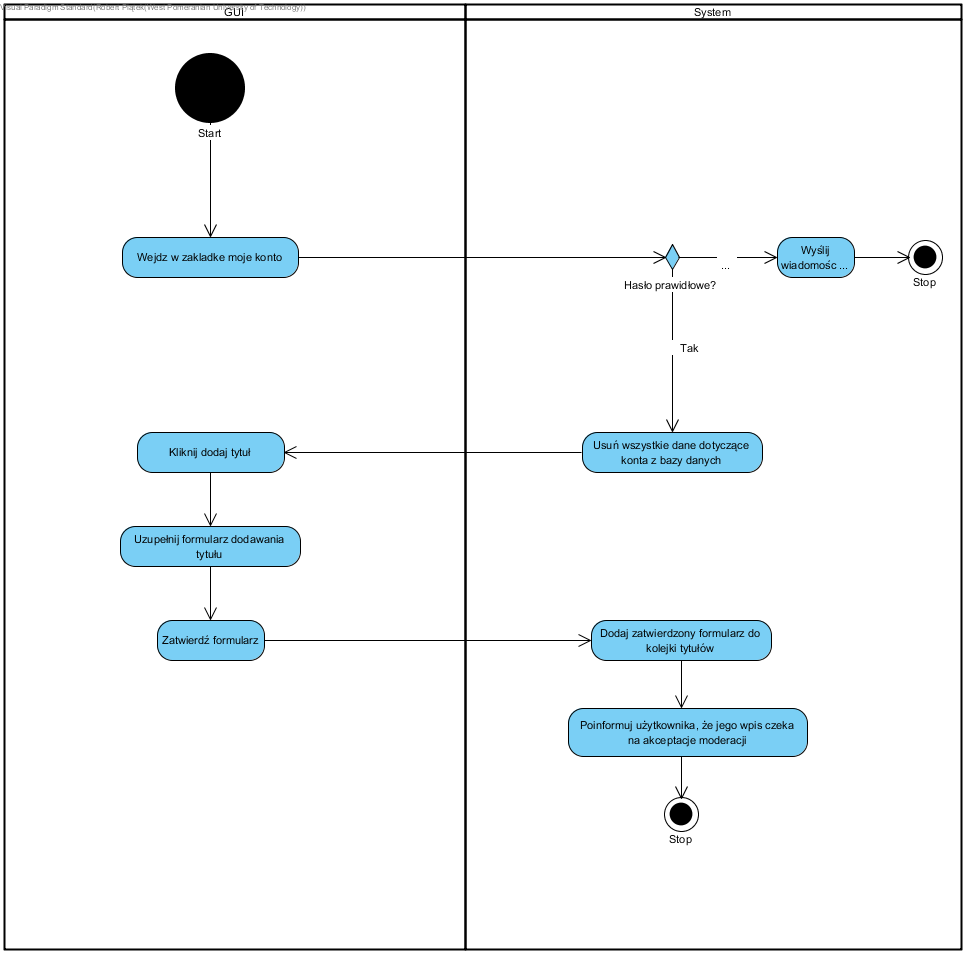 Visual Paradigm Standard(Robert Piątek(West Pomeranian University of Technology))
GUI
System
Start
Wejdz w zakladke moje konto
Wyślij
wiadomośc ...
...
Stop
Hasło prawidłowe?
Tak
Kliknij dodaj tytuł
Usuń wszystkie dane dotyczące
konta z bazy danych
Uzupełnij formularz dodawania
tytułu
Zatwierdź formularz
Dodaj zatwierdzony formularz do
kolejki tytułów
Poinformuj użytkownika, że jego wpis czeka
na akceptacje moderacji
Stop